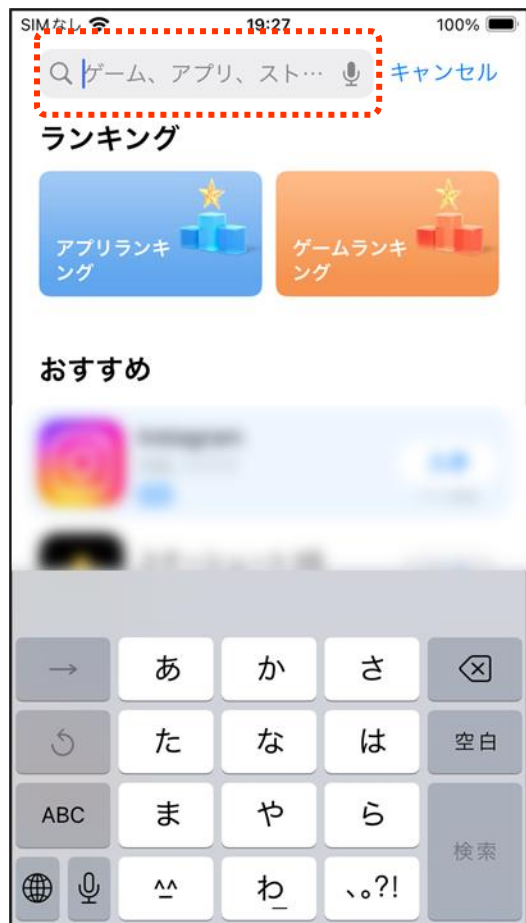 SIMなし 19:27 100%
ゲーム、アプリ、スト… キャンセル
ランキング
アプリランキ
ング
ゲームランキ
ング
おすすめ
Instagram
→ あ か さ
た な は 空白
ABC ま や ら 検索
^^ わ_ 、。?!